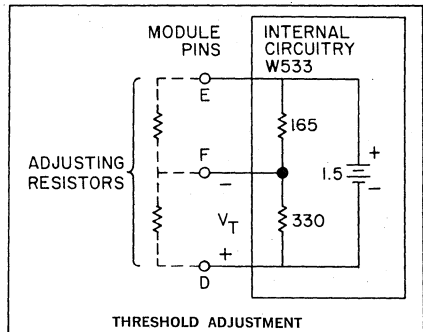 MODULE PINS
INTERNAL CIRCUITRY W533
E
165
ADJUSTING RESISTORS
F
−
1.5
+
−
V_T
330
+
D
THRESHOLD ADJUSTMENT